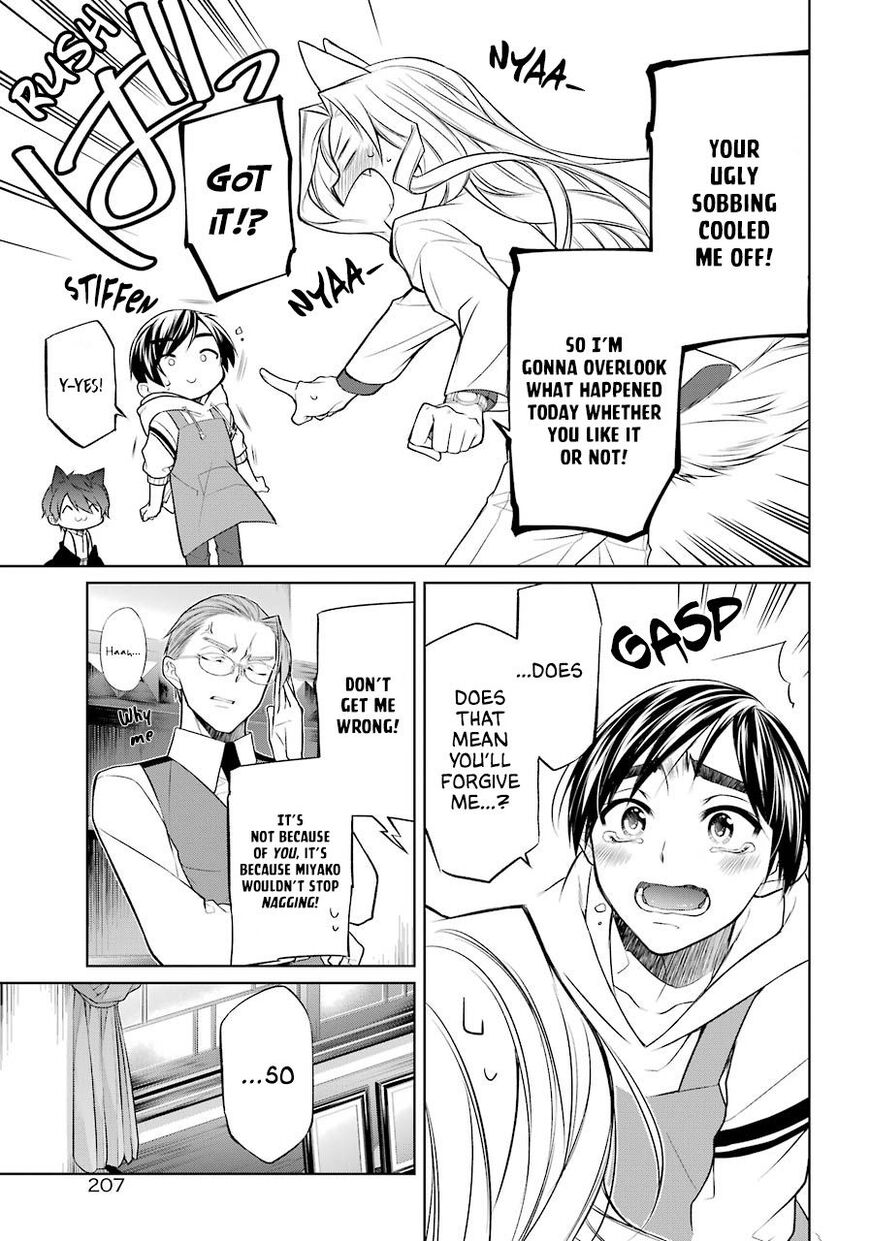 NYAA-
YOUR
UGLY
SOBBING
COOLED
ME OFF!
SO I'M
GONNA OVERLOOK
WHAT HAPPENED
TODAY WHETHER
YOU LIKE IT
OR NOT!
NYAA-
GOT
IT!?
RUSH
ばっ
STIFFEN
Y-YES!
GASP
...DOES
DOES
THAT
MEAN
YOU'LL
FORGIVE
ME...?
DON'T
GET ME
WRONG!
Haah...
Why
me
IT'S
NOT BECAUSE
OF YOU, IT'S
BECAUSE MIYAKO
WOULDN'T STOP
NAGGING!
...SO
207